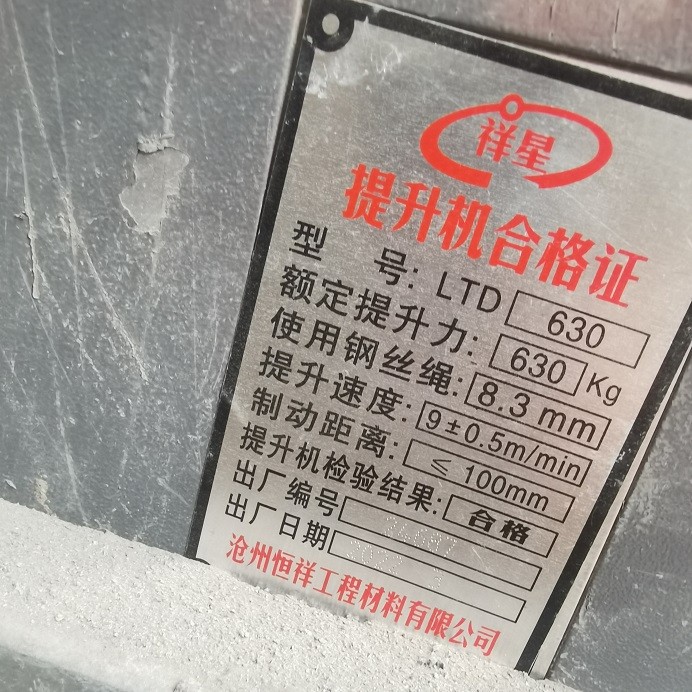 祥星
提升机合格证
型 号: LTD 630
额定提升力: 630 Kg
使用钢丝绳: 8.3 mm
提升速度: 9±0.5m/min
制动距离: ≤ 100mm
提升机检验结果: 合格
出厂编号
出厂日期
沧州恒祥工程材料有限公司